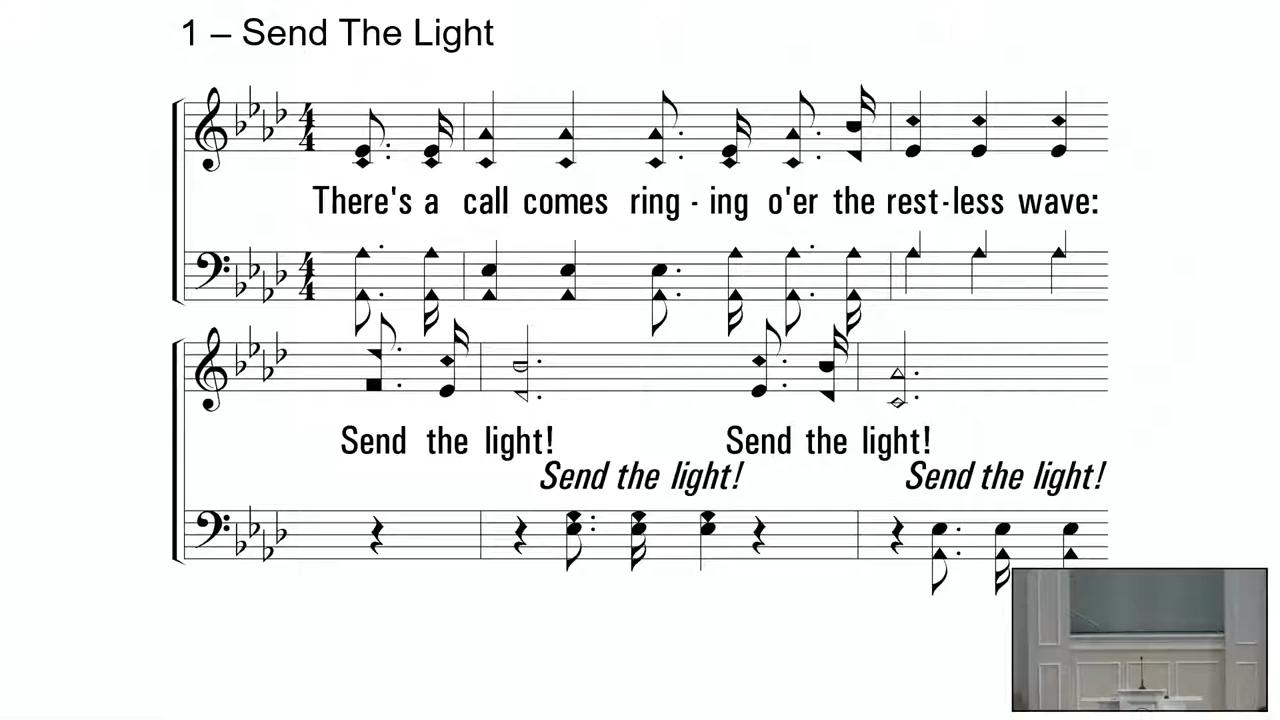 1 – Send The Light
There's a call comes ring - ing o'er the rest-less wave:
Send the light! Send the light!
Send the light! Send the light!